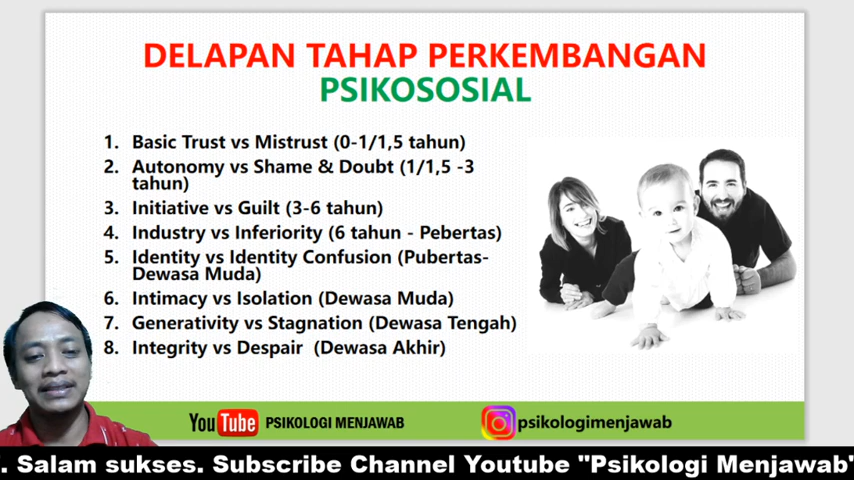 DELAPAN TAHAP PERKEMBANGAN
PSIKOSOSIAL
1. Basic Trust vs Mistrust (0-1/1,5 tahun)
2. Autonomy vs Shame & Doubt (1/1,5 -3
tahun)
3. Initiative vs Guilt (3-6 tahun)
4. Industry vs Inferiority (6 tahun - Pebertas)
5. Identity vs Identity Confusion (Pubertas-
Dewasa Muda)
6. Intimacy vs Isolation (Dewasa Muda)
7. Generativity vs Stagnation (Dewasa Tengah)
8. Integrity vs Despair (Dewasa Akhir)
YouTube PSIKOLOGI MENJAWAB
psikologimenjawab
. Salam sukses. Subscribe Channel Youtube "Psikologi Menjawab"